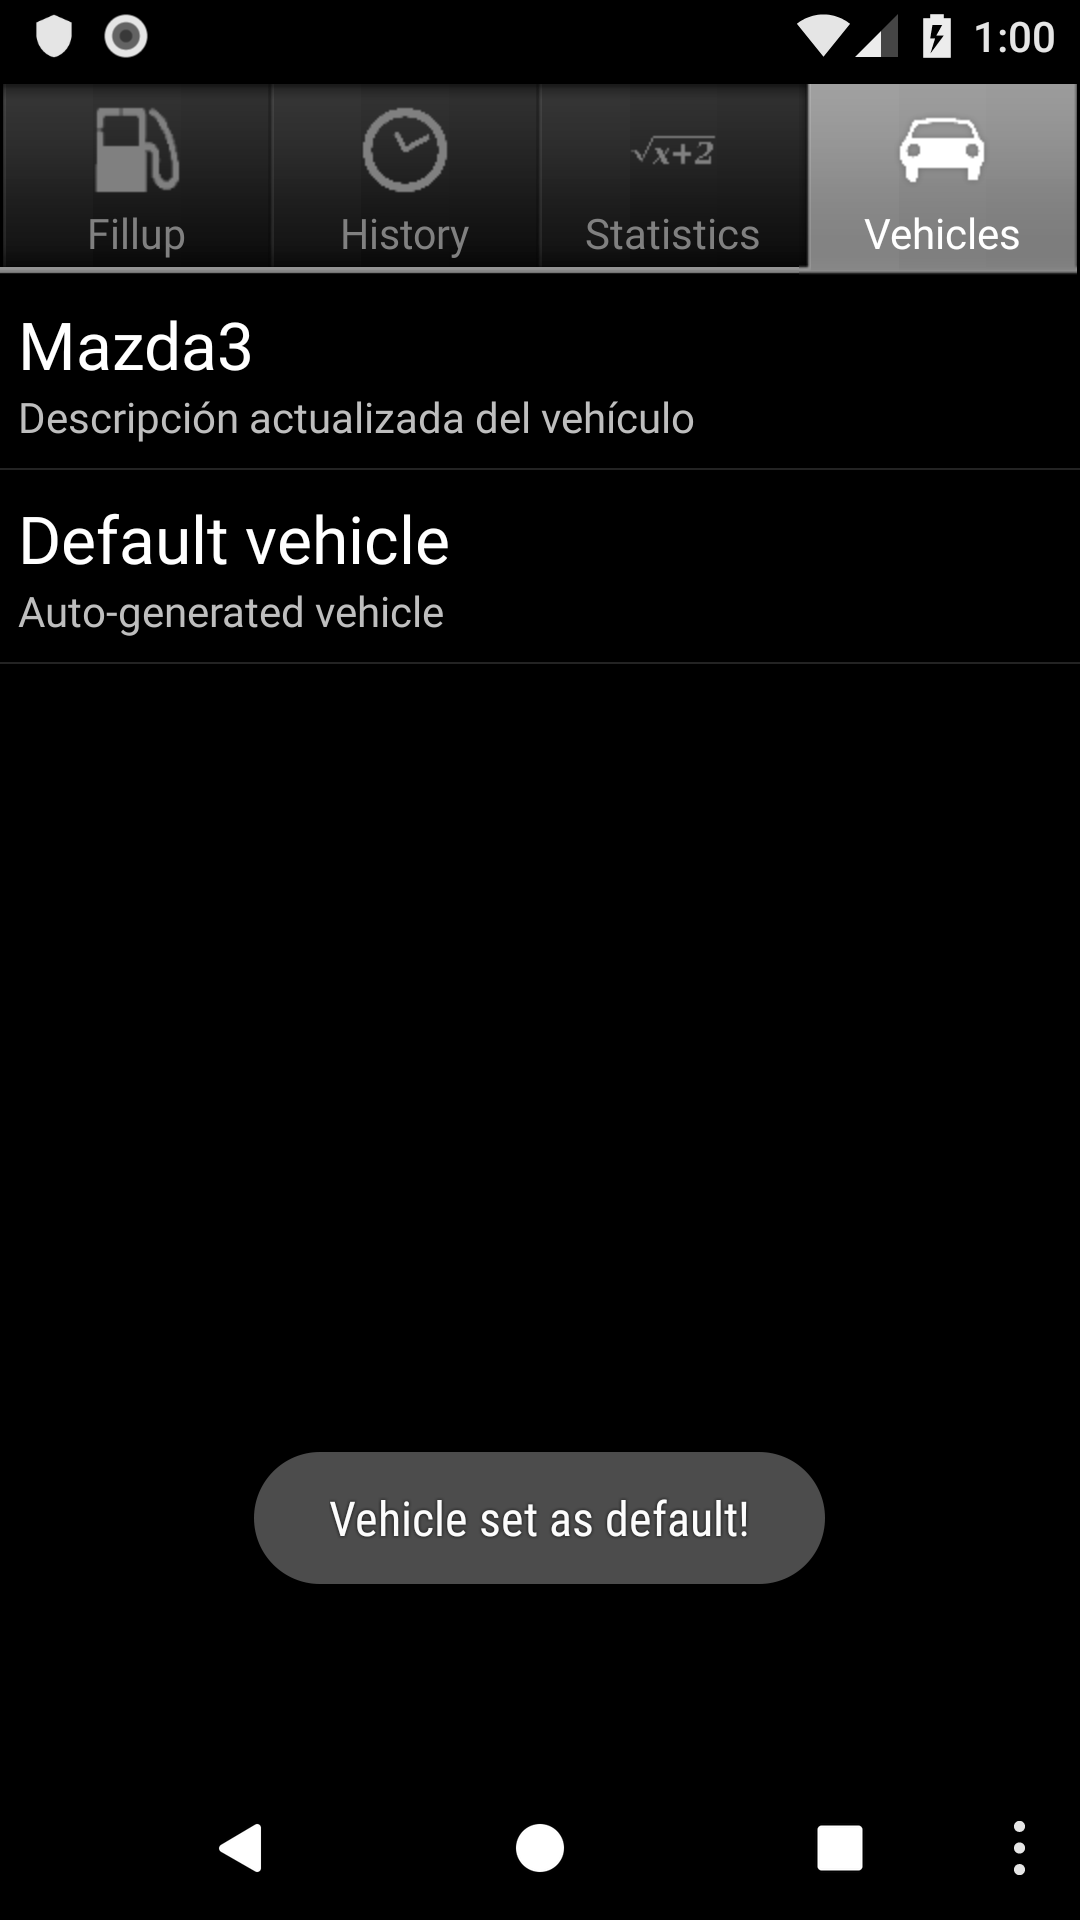 1:00
Fillup
History
√x+2
Statistics
Vehicles
Mazda3
Descripción actualizada del vehículo
Default vehicle
Auto-generated vehicle
Vehicle set as default!